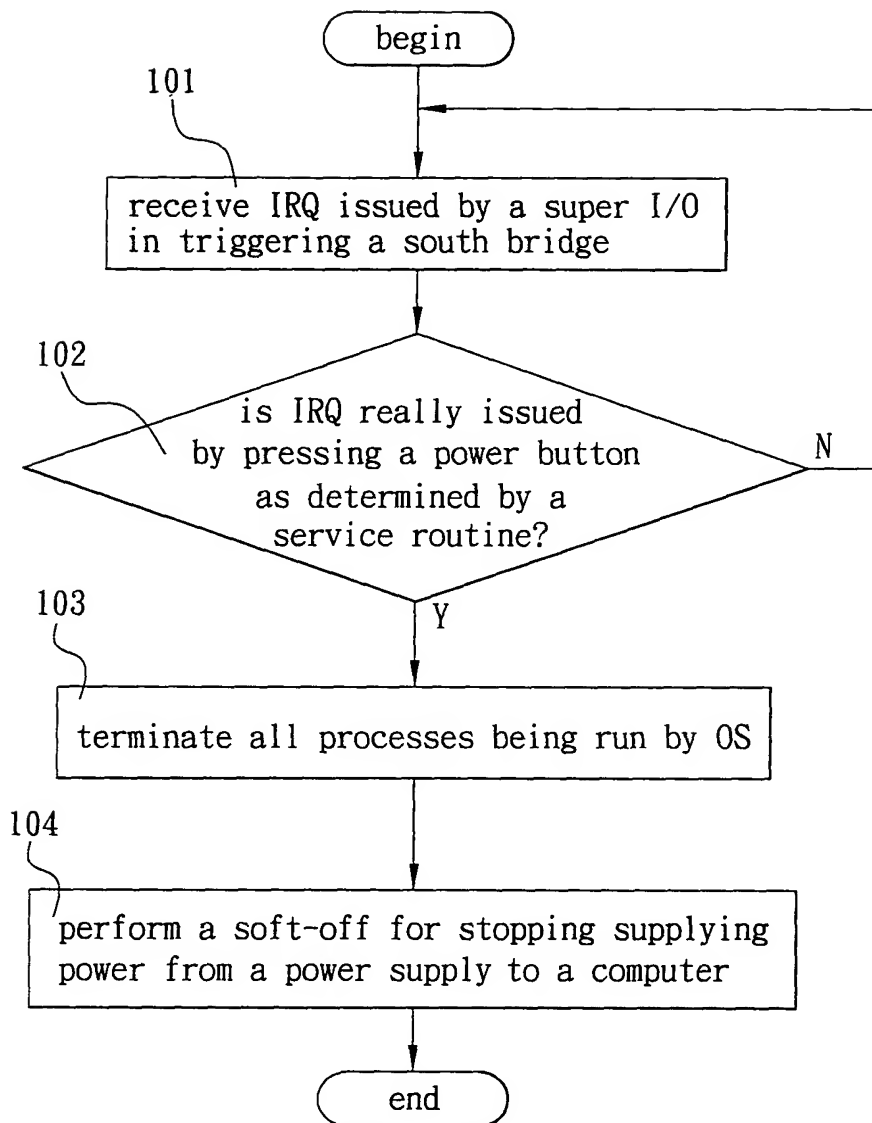 begin
101
receive IRQ issued by a super I/O
in triggering a south bridge
102
is IRQ really issued
by pressing a power button
as determined by a
service routine?
N
Y
103
terminate all processes being run by OS
104
perform a soft-off for stopping supplying
power from a power supply to a computer
end